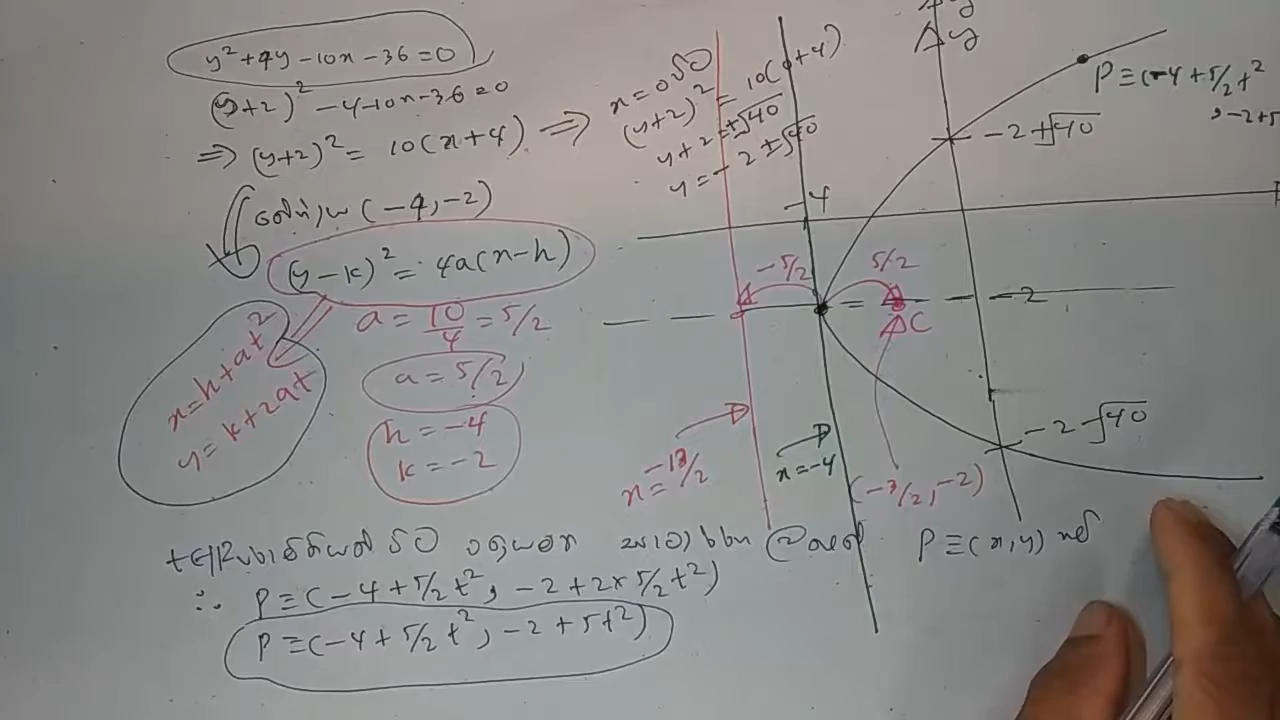 y² + 4y - 10x - 36 = 0
(y+2)² - 4 - 10x - 36 = 0
⇒ (y+2)² = 10(x+4) ⇒
(-4, -2)
(y-k)² = 4a(x-h)
a = 10/4 = 5/2
a = 5/2
h = -4
k = -2
x = h + at²
y = k + 2at
x = 0
(y+2)² = 10(0+4)
y + 2 = ±√40
y = -2 ±√40
y
P ≡ (-4 + 5/2 t²
, -2 + 5
-2 +√40
-4
-5/2
5/2
-2
C
-2 -√40
x = -13/2
x = -4
(-3/2, -2)
P ≡ (x, y)
∴ P ≡ (-4 + 5/2 t², -2 + 2 x 5/2 t²)
P ≡ (-4 + 5/2 t², -2 + 5t²)